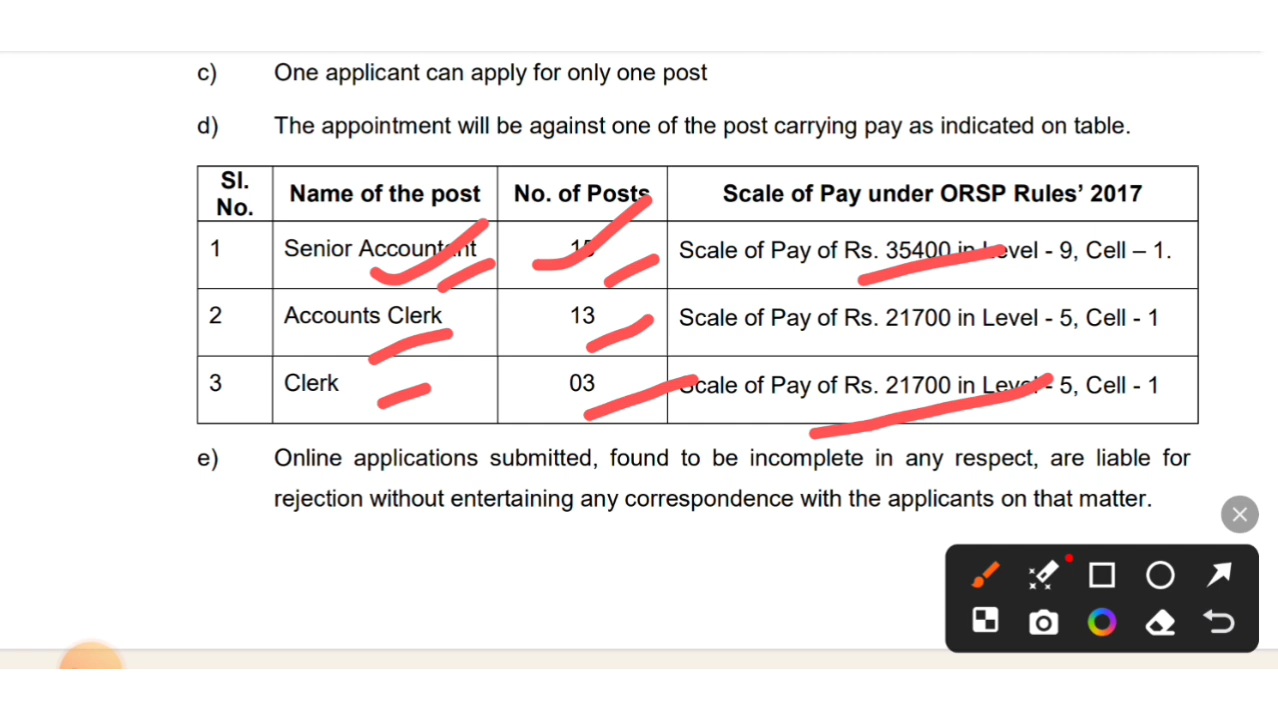 c) One applicant can apply for only one post
d) The appointment will be against one of the post carrying pay as indicated on table.
Sl. No. Name of the post No. of Posts Scale of Pay under ORSP Rules’ 2017
1 Senior Accountant Scale of Pay of Rs. 35400 in Level - 9, Cell – 1.
2 Accounts Clerk 13 Scale of Pay of Rs. 21700 in Level - 5, Cell - 1
3 Clerk 03 Scale of Pay of Rs. 21700 in Level - 5, Cell - 1
e) Online applications submitted, found to be incomplete in any respect, are liable for
rejection without entertaining any correspondence with the applicants on that matter.